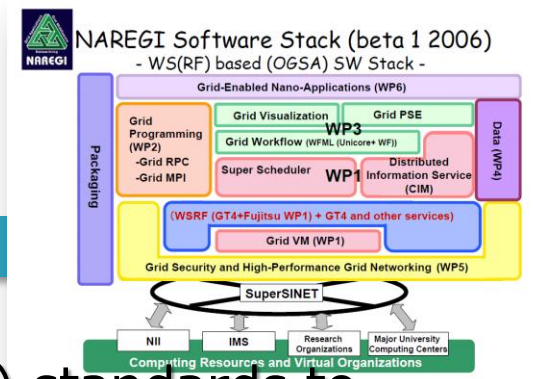 NAREGI
NAREGI Software Stack (beta 1 2006)
- WS(RF) based (OGSA) SW Stack -
Grid-Enabled Nano-Applications (WP6)
Packaging
Grid
Programming
(WP2)
-Grid RPC
-Grid MPI
Grid Visualization
Grid PSE
WP3
Grid Workflow (WFML (Unicore+ WF))
Super Scheduler
WP1
Distributed
Information Service
(CIM)
Data (WP4)
(WSRF (GT4+Fujitsu WP1) + GT4 and other services)
Grid VM (WP1)
Grid Security and High-Performance Grid Networking (WP5)
SuperSINET
NII
IMS
Research
Organizations
Major University
Computing Centers
Computing Resources and Virtual Organizations
) standards to